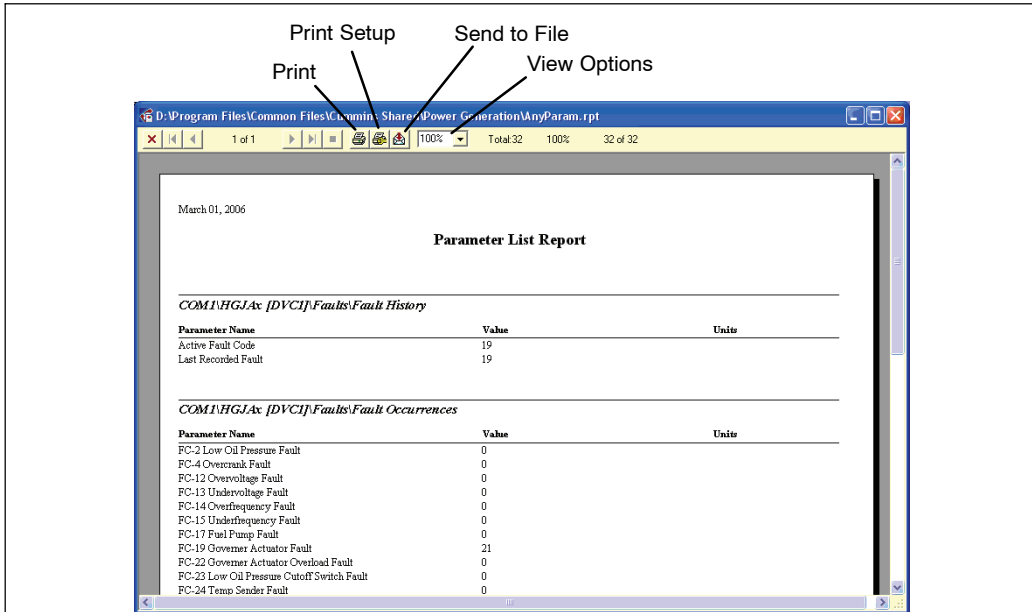 Print Setup
Send to File
Print
View Options
D:\Program Files\Common Files\Cummins Shared\Power Generation\AnyParam.rpt
1 of 1 100% Total:32 100% 32 of 32
March 01, 2006
Parameter List Report
COM1\HGJAx [DVC1]\Faults\Fault History
Parameter Name Value Units
Active Fault Code 19
Last Recorded Fault 19
COM1\HGJAx [DVC1]\Faults\Fault Occurrences
Parameter Name Value Units
FC-2 Low Oil Pressure Fault 0
FC-4 Overcrank Fault 0
FC-12 Overvoltage Fault 0
FC-13 Undervoltage Fault 0
FC-14 Overfrequency Fault 0
FC-15 Underfrequency Fault 0
FC-17 Fuel Pump Fault 0
FC-19 Governer Actuator Fault 21
FC-22 Governer Actuator Overload Fault 0
FC-23 Low Oil Pressure Cutoff Switch Fault 0
FC-24 Temp Sender Fault 0